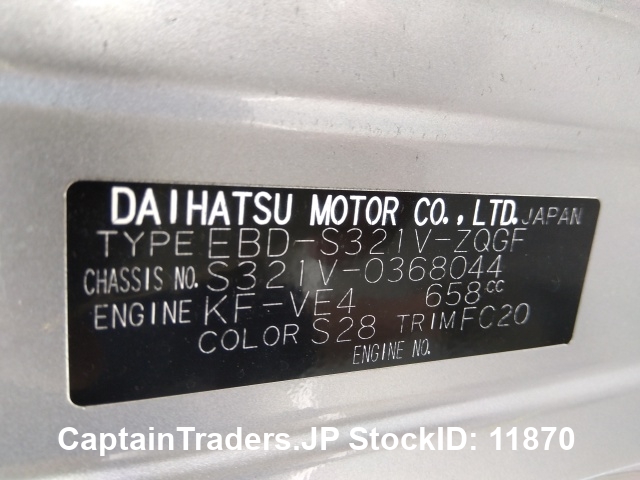 DAIHATSU MOTOR CO., LTD. JAPAN
TYPE EBD-S321V-ZQGF
CHASSIS NO. S321V-0368044
ENGINE KF-VE4 658cc
COLOR S28 TRIM FC20
ENGINE NO.
CaptainTraders.JP StockID: 11870